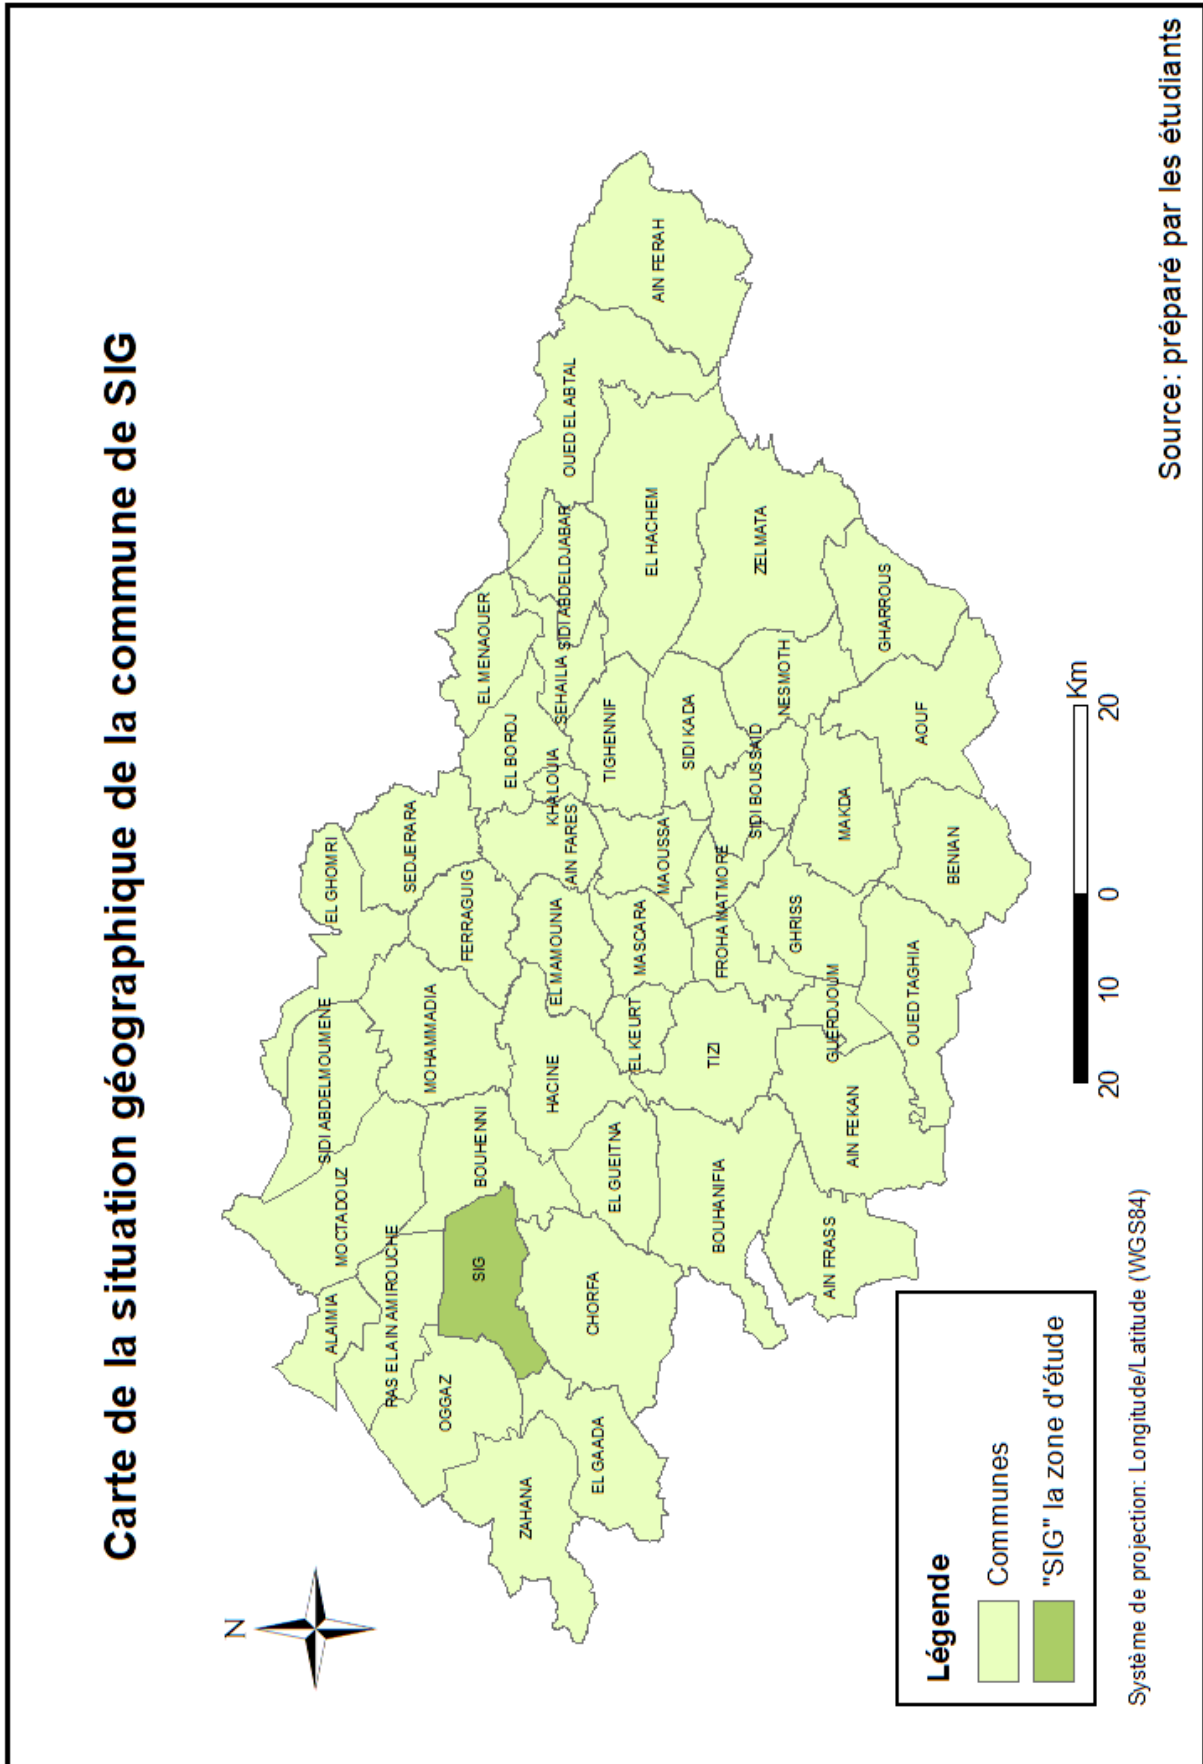 Carte de la situation géographique de la commune de SIG
N
EL GHOMRI
SEDJERARA
SIDI ABDELMOUMENE
MOCTADOUZ
ALAIMIA
RAS EL AIN AMIROUCHE
MOHAMMADIA
FERRAGUIG
OGGAZ
SIG
BOUHENNI
EL BORDJ
EL MENAOUER
ZAHANA
HACINE
EL MAMOUNIA
AIN FARES
KHALOUIA
SEHAILIA
SIDI ABDELDJABAR
OUED EL ABTAL
EL GAADA
CHORFA
EL GUEITNA
EL KEURT
MASCARA
MAOUSSA
TIGHENNIF
EL HACHEM
AIN FERAH
BOUHANIFIA
TIZI
FROHA
MATMORE
SIDI KADA
SIDI BOUSSAID
NESMOTH
ZELMATA
GHRISS
MAKDA
AIN FRASS
AIN FEKAN
GUERDJOUM
OUED TAGHIA
BENIAN
AOUF
GHARROUS
Légende
Communes
"SIG" la zone d'étude
20 10 0 20
Km
Système de projection: Longitude/Latitude (WGS84)
Source: préparé par les étudiants